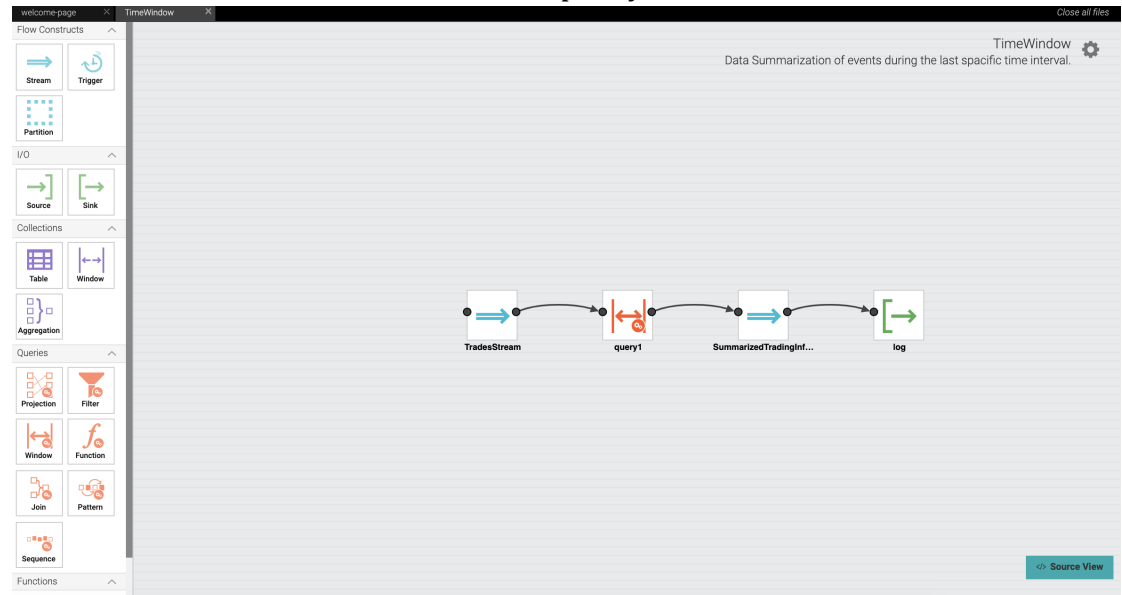 welcome-page
TimeWindow
Close all files
Flow Constructs
Stream
Trigger
Partition
I/O
Source
Sink
Collections
Table
Window
Aggregation
Queries
Projection
Filter
Window
Function
Join
Pattern
Sequence
Functions
TimeWindow
Data Summarization of events during the last spacific time interval.
TradesStream
query1
SummarizedTradingInf...
log
</> Source View